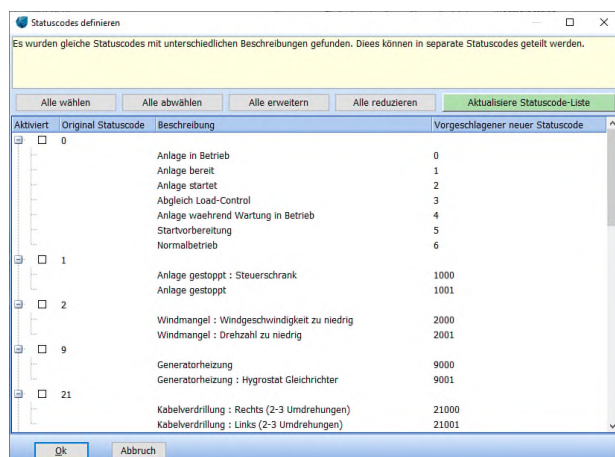 Statuscodes definieren
Es wurden gleiche Statuscodes mit unterschiedlichen Beschreibungen gefunden. Diees können in separate Statuscodes geteilt werden.
Alle wählen Alle abwählen Alle erweitern Alle reduzieren Aktualisiere Statuscode-Liste
Aktiviert Original Statuscode Beschreibung Vorgeschlagener neuer Statuscode
0
Anlage in Betrieb 0
Anlage bereit 1
Anlage startet 2
Abgleich Load-Control 3
Anlage waehrend Wartung in Betrieb 4
Startvorbereitung 5
Normalbetrieb 6
1
Anlage gestoppt : Steuerschrank 1000
Anlage gestoppt 1001
2
Windmangel : Windgeschwindigkeit zu niedrig 2000
Windmangel : Drehzahl zu niedrig 2001
9
Generatorheizung 9000
Generatorheizung : Hygrostat Gleichrichter 9001
21
Kabelverdrillung : Rechts (2-3 Umdrehungen) 21000
Kabelverdrillung : Links (2-3 Umdrehungen) 21001
Ok Abbruch